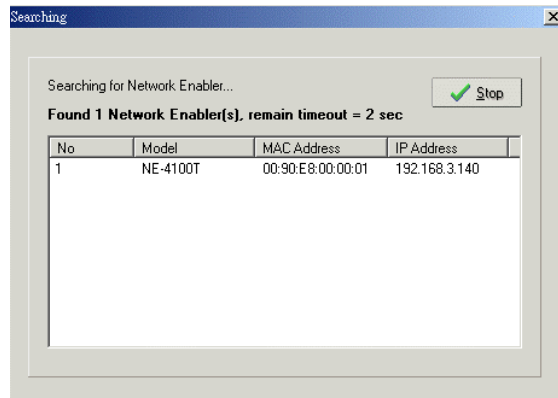 Searching
Searching for Network Enabler...
Stop
Found 1 Network Enabler(s), remain timeout = 2 sec
No Model MAC Address IP Address
1 NE-4100T 00:90:E8:00:00:01 192.168.3.140